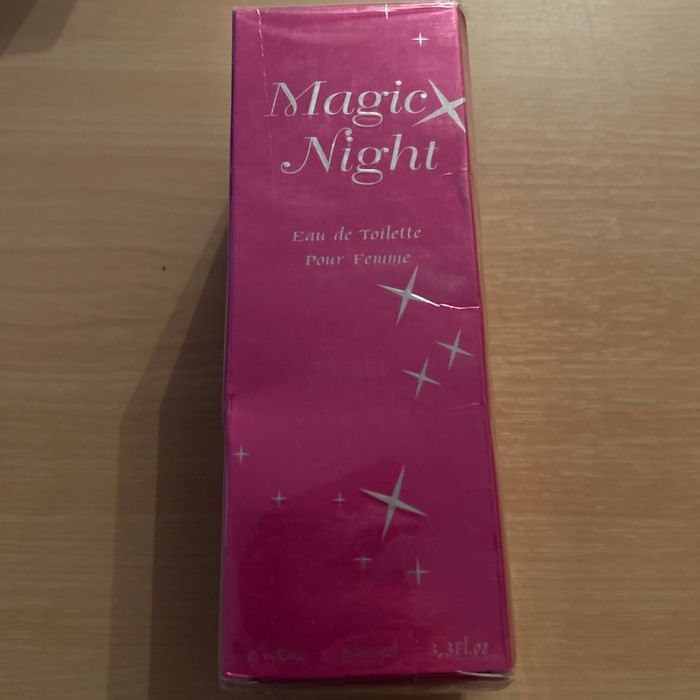 Magic
Night
Eau de Toilette
Pour Femme
3,3Fl.oz